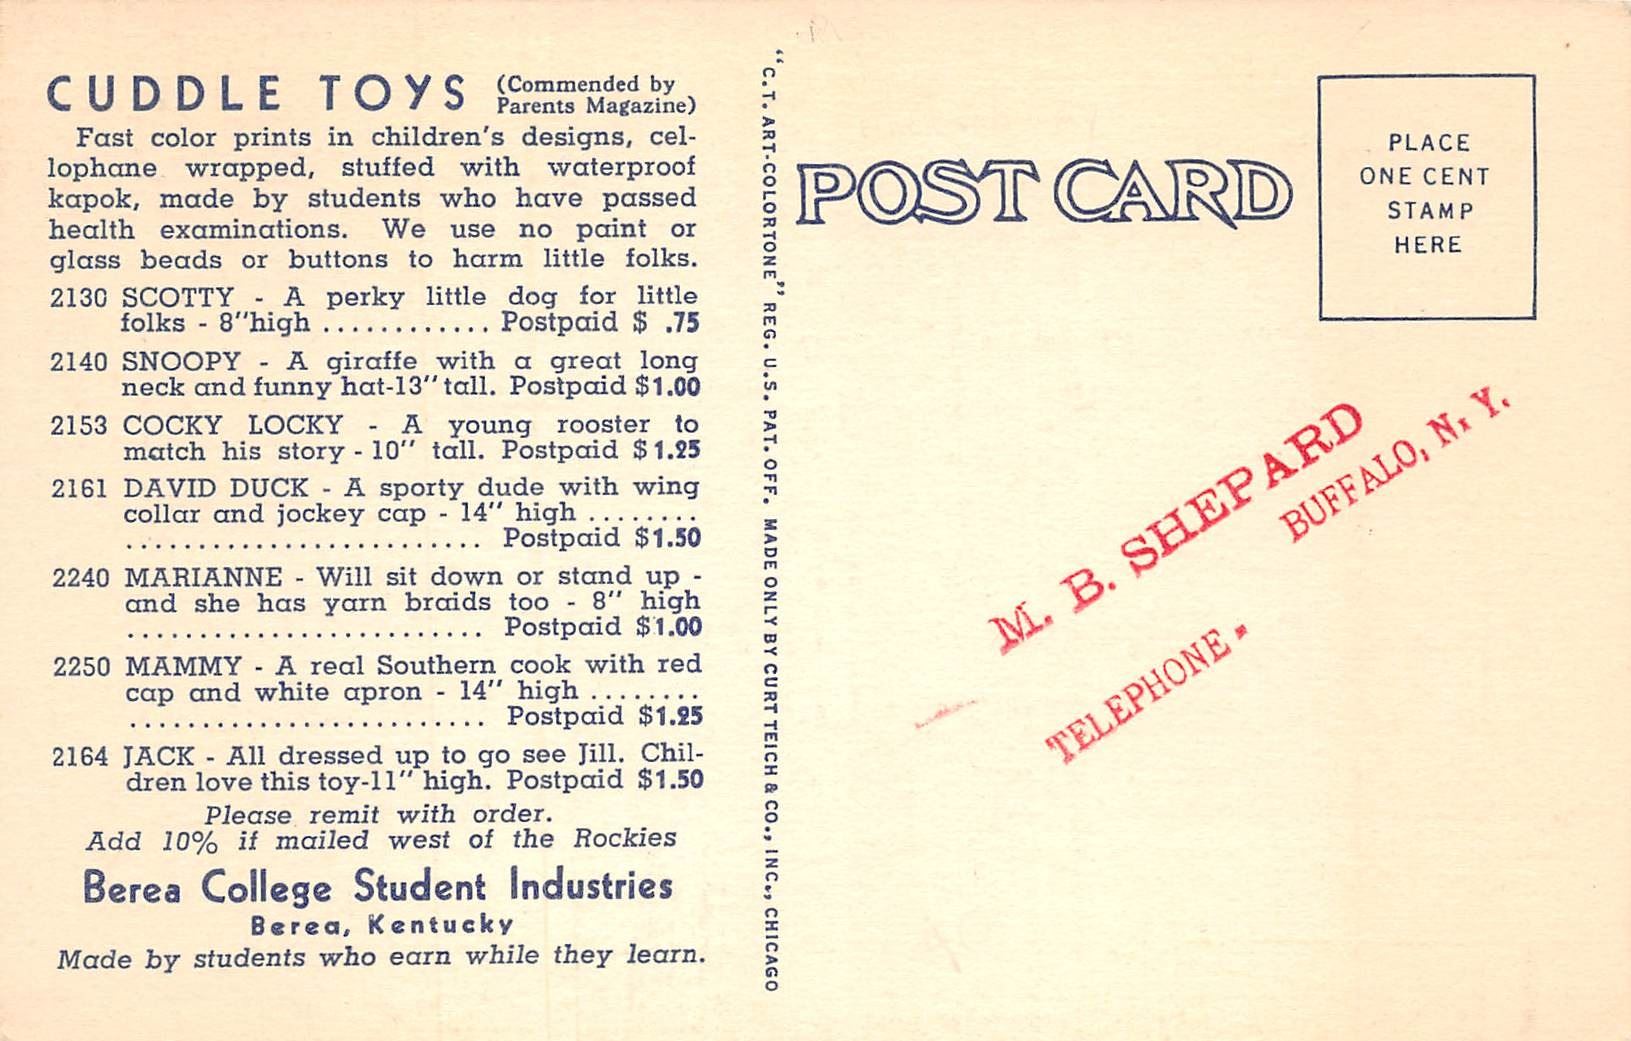 CUDDLE TOYS (Commended by
Parents Magazine)
Fast color prints in children's designs, cel-
lophane wrapped, stuffed with waterproof
kapok, made by students who have passed
health examinations. We use no paint or
glass beads or buttons to harm little folks.
2130 SCOTTY - A perky little dog for little
folks - 8"high ............ Postpaid $ .75
2140 SNOOPY - A giraffe with a great long
neck and funny hat-13" tall. Postpaid $1.00
2153 COCKY LOCKY - A young rooster to
match his story - 10" tall. Postpaid $1.25
2161 DAVID DUCK - A sporty dude with wing
collar and jockey cap - 14" high ........
......................... Postpaid $1.50
2240 MARIANNE - Will sit down or stand up -
and she has yarn braids too - 8" high
......................... Postpaid $1.00
2250 MAMMY - A real Southern cook with red
cap and white apron - 14" high ........
......................... Postpaid $1.25
2164 JACK - All dressed up to go see Jill. Chil-
dren love this toy-11" high. Postpaid $1.50
Please remit with order.
Add 10% if mailed west of the Rockies
Berea College Student Industries
Berea, Kentucky
Made by students who earn while they learn.
"C.T. ART-COLORTONE" REG. U.S. PAT. OFF. MADE ONLY BY CURT TEICH & CO., INC., CHICAGO
POST CARD
PLACE
ONE CENT
STAMP
HERE
M. B. SHEPARD
BUFFALO, N. Y.
TELEPHONE.